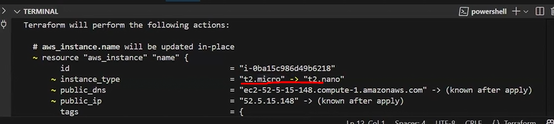 TERMINAL
powershell
Terraform will perform the following actions:
# aws_instance.name will be updated in-place
~ resource "aws_instance" "name" {
id = "i-0ba15c986d49b6218"
~ instance_type = "t2.micro" -> "t2.nano"
~ public_dns = "ec2-52-5-15-148.compute-1.amazonaws.com" -> (known after apply)
~ public_ip = "52.5.15.148" -> (known after apply)
tags = {
Ln 12, Col 1 Spaces: 4 UTF-8 CRLF {} Terraform